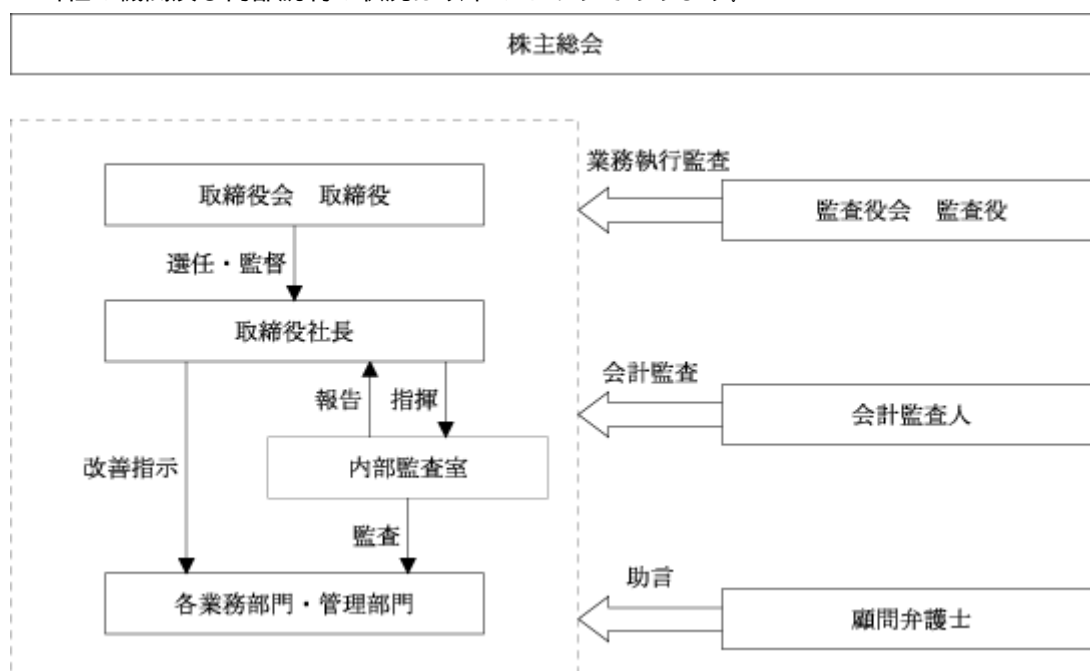 株主総会
業務執行監査
取締役会 取締役
監査役会 監査役
選任・監督
取締役社長
会計監査
報告 指揮
会計監査人
改善指示
内部監査室
監査
助言
各業務部門・管理部門
顧問弁護士